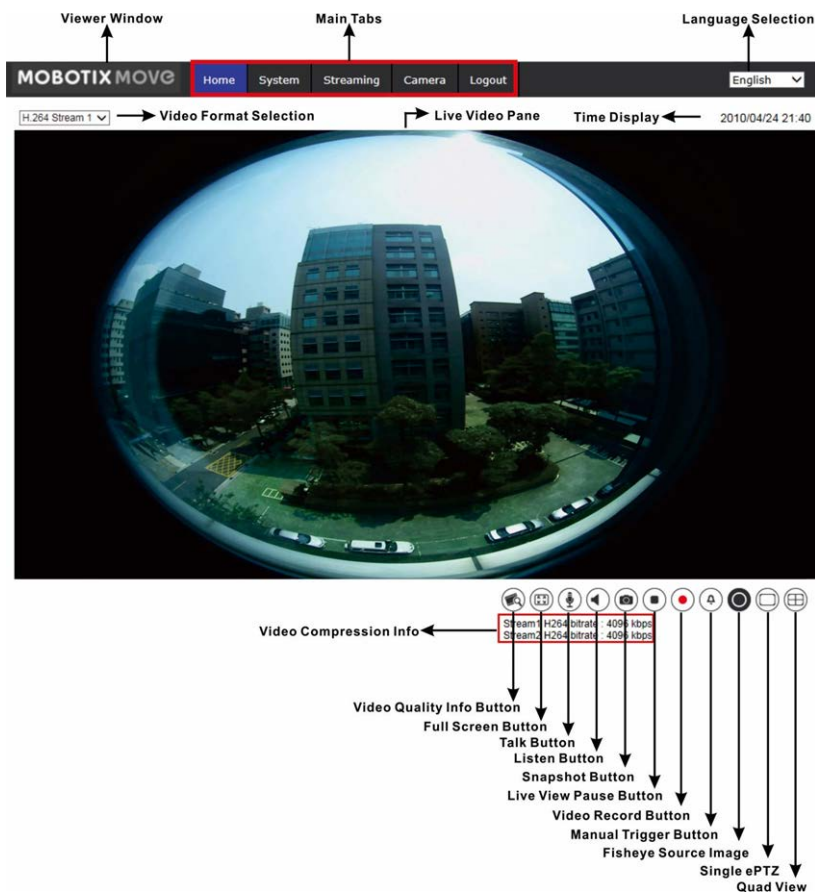 Viewer Window Main Tabs Language Selection
MOBOTIX MOVE Home System Streaming Camera Logout English
H.264 Stream 1 Video Format Selection Live Video Pane Time Display 2010/04/24 21:40
Video Compression Info Stream1 H264 bitrate : 4096 kbps
Stream2 H264 bitrate : 4096 kbps
Video Quality Info Button
Full Screen Button
Talk Button
Listen Button
Snapshot Button
Live View Pause Button
Video Record Button
Manual Trigger Button
Fisheye Source Image
Single ePTZ
Quad View